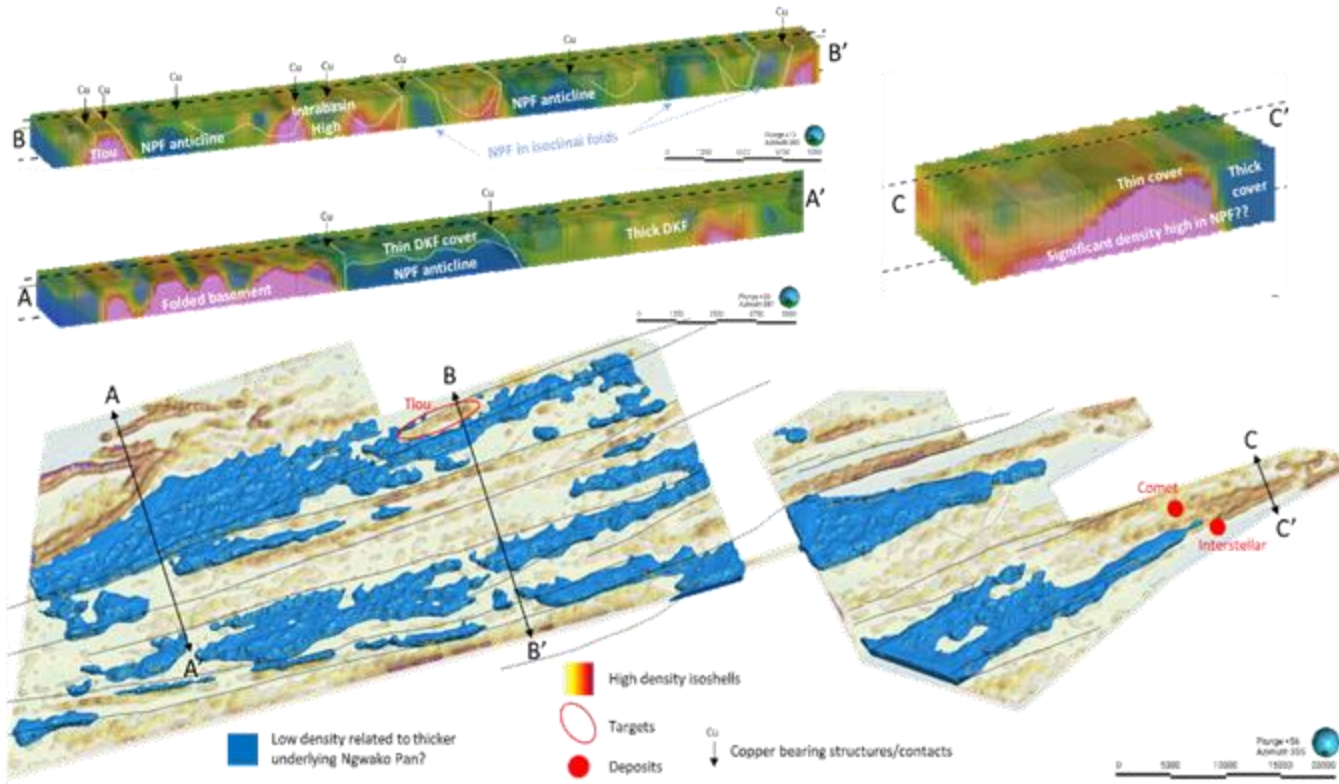 Cu
B'
Cu
Cu
Cu
Cu
Cu
Cu Cu
Intrabasin
High
NPF anticline
B
NPF anticline
Tlou
NPF in isoclinal folds
C'
Thin cover
Thick
cover
C
Significant density high in NPF??
A'
Cu
Cu
Thick DKF
Thin DKF cover
NPF anticline
A
Folded basement
A
B
Tlou
C
Comet
C'
Interstellar
A'
B'
High density isoshells
Targets
Low density related to thicker
underlying Ngwako Pan?
Cu
Copper bearing structures/contacts
Deposits
Plunge +56
0 5000 10000 15000 20000